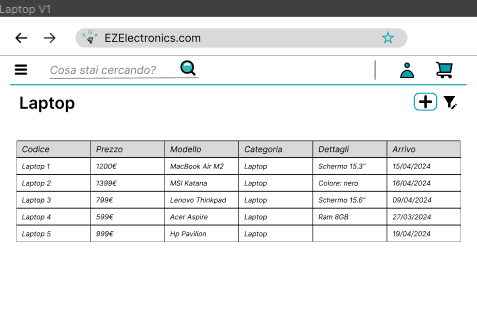 Laptop V1
EZElectronics.com
Cosa stai cercando?
Laptop
Codice Prezzo Modello Categoria Dettagli Arrivo
Laptop 1 1200€ MacBook Air M2 Laptop Schermo 15.3" 15/04/2024
Laptop 2 1399€ MSI Katana Laptop Colore: nero 16/04/2024
Laptop 3 799€ Lenovo Thinkpad Laptop Schermo 15.6" 09/04/2024
Laptop 4 599€ Acer Aspire Laptop Ram 8GB 27/03/2024
Laptop 5 999€ Hp Pavilion Laptop 19/04/2024